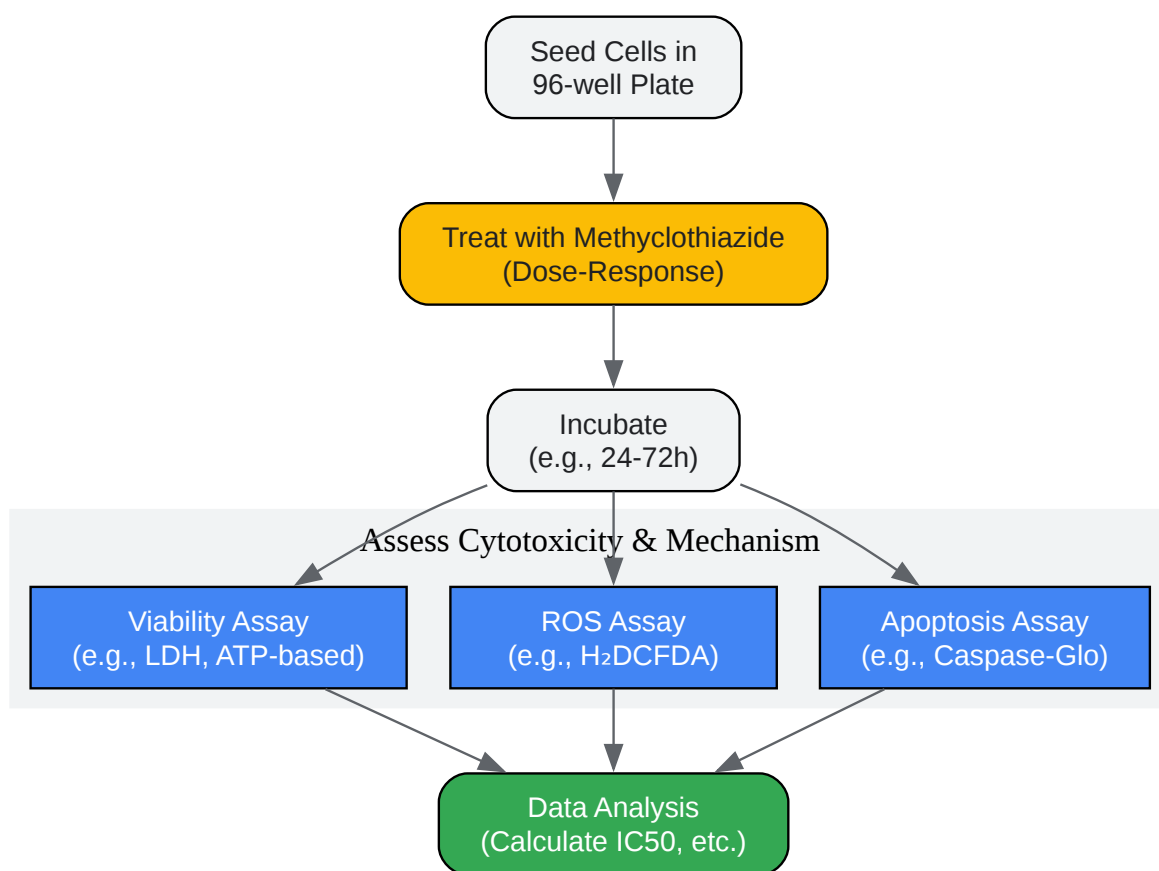 Seed Cells in
96-well Plate
Treat with Methyclothiazide
(Dose-Response)
Incubate
(e.g., 24-72h)
Assess Cytotoxicity & Mechanism
Viability Assay
(e.g., LDH, ATP-based)
ROS Assay
(e.g., H₂DCFDA)
Apoptosis Assay
(e.g., Caspase-Glo)
Data Analysis
(Calculate IC50, etc.)